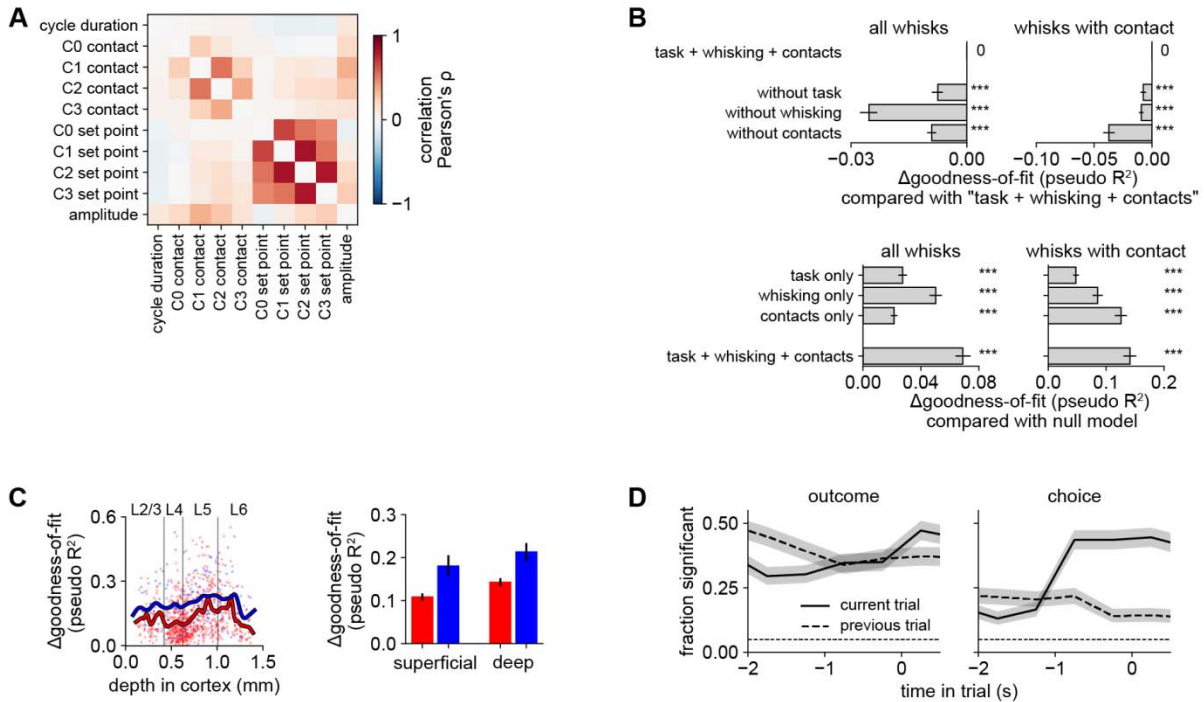 A
cycle duration
C0 contact
C1 contact
C2 contact
C3 contact
C0 set point
C1 set point
C2 set point
C3 set point
amplitude
cycle duration
C0 contact
C1 contact
C2 contact
C3 contact
C0 set point
C1 set point
C2 set point
C3 set point
amplitude
1
0
−1
correlation
Pearson's ρ
B
all whisks
whisks with contact
task + whisking + contacts
0
0
without task
***
***
without whisking
***
***
without contacts
***
***
−0.03
0.00
−0.10
−0.05
0.00
Δgoodness-of-fit (pseudo R²)
compared with "task + whisking + contacts"
all whisks
whisks with contact
task only
***
***
whisking only
***
***
contacts only
***
***
task + whisking + contacts
***
***
0.00
0.04
0.08
0.0
0.1
0.2
Δgoodness-of-fit (pseudo R²)
compared with null model
C
L2/3
L4
L5
L6
Δgoodness-of-fit
(pseudo R²)
0.6
0.3
0.0
0.0
0.5
1.0
1.5
depth in cortex (mm)
Δgoodness-of-fit
(pseudo R²)
0.3
0.2
0.1
0.0
superficial
deep
D
outcome
choice
fraction significant
0.50
0.25
0.00
current trial
previous trial
−2
−1
0
−2
−1
0
time in trial (s)